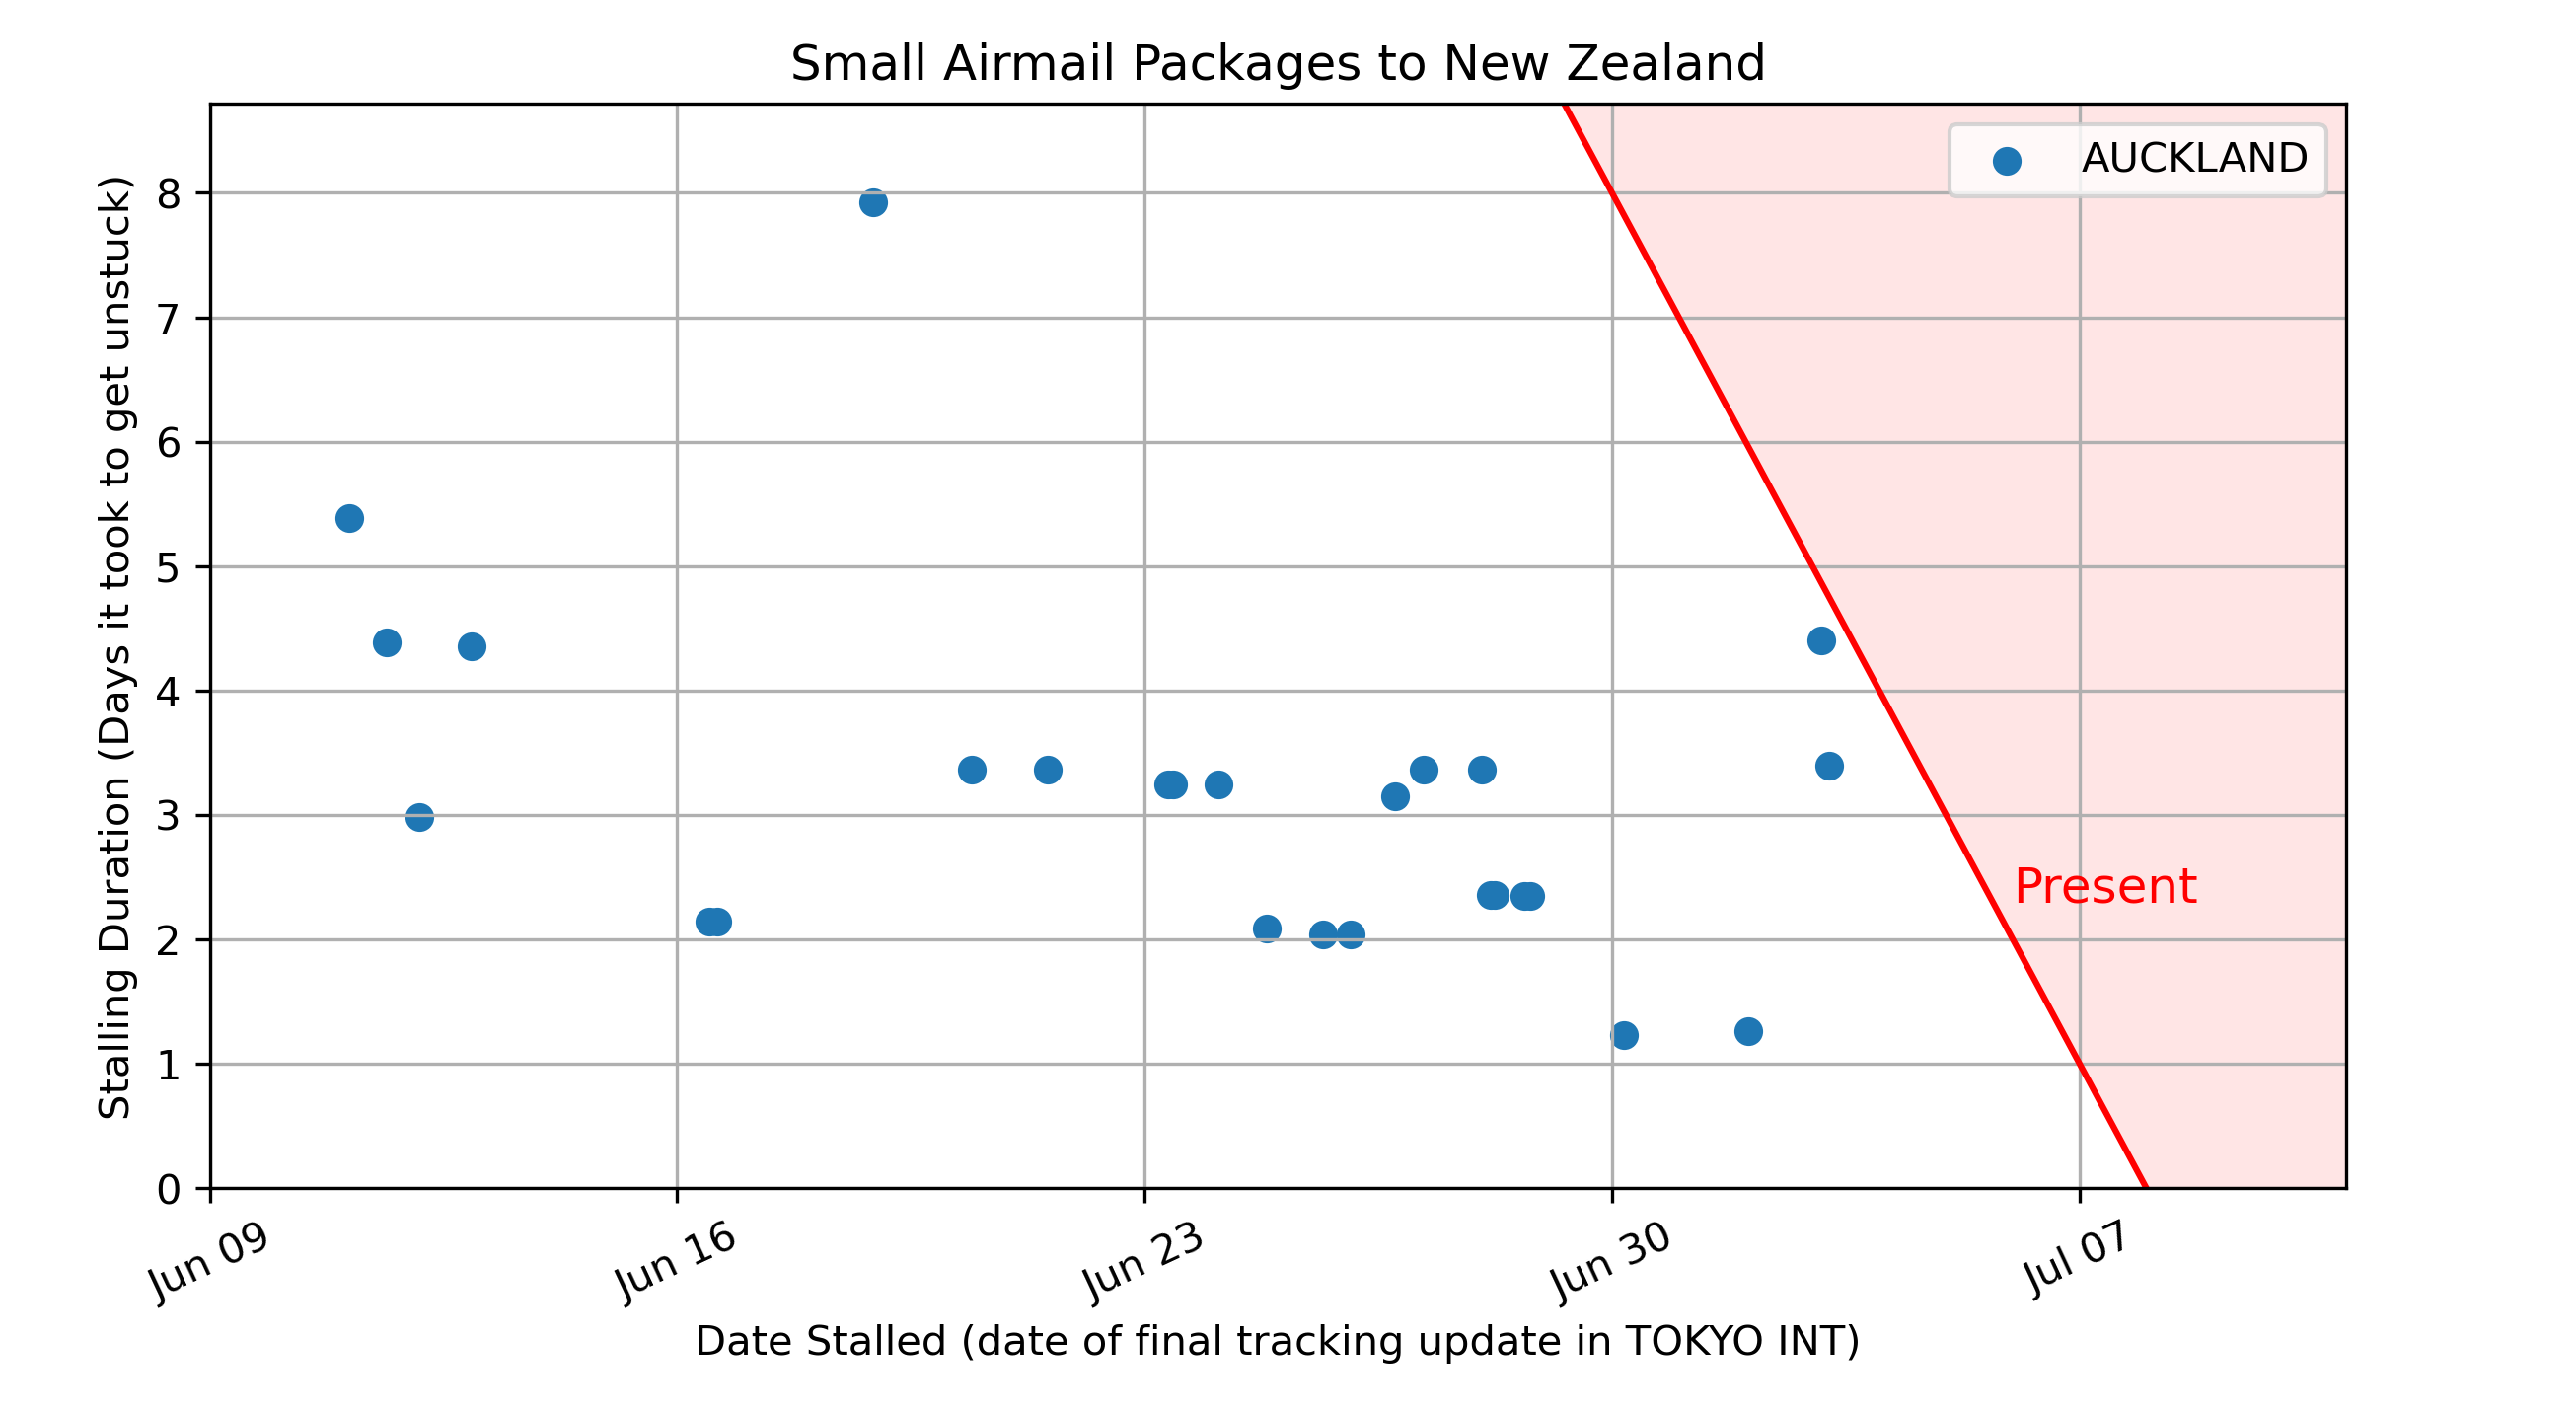 Small Airmail Packages to New Zealand
AUCKLAND
Stalling Duration (Days it took to get unstuck)
8
7
6
5
4
3
2
1
0
Present
Jun 09
Jun 16
Jun 23
Jun 30
Jul 07
Date Stalled (date of final tracking update in TOKYO INT)